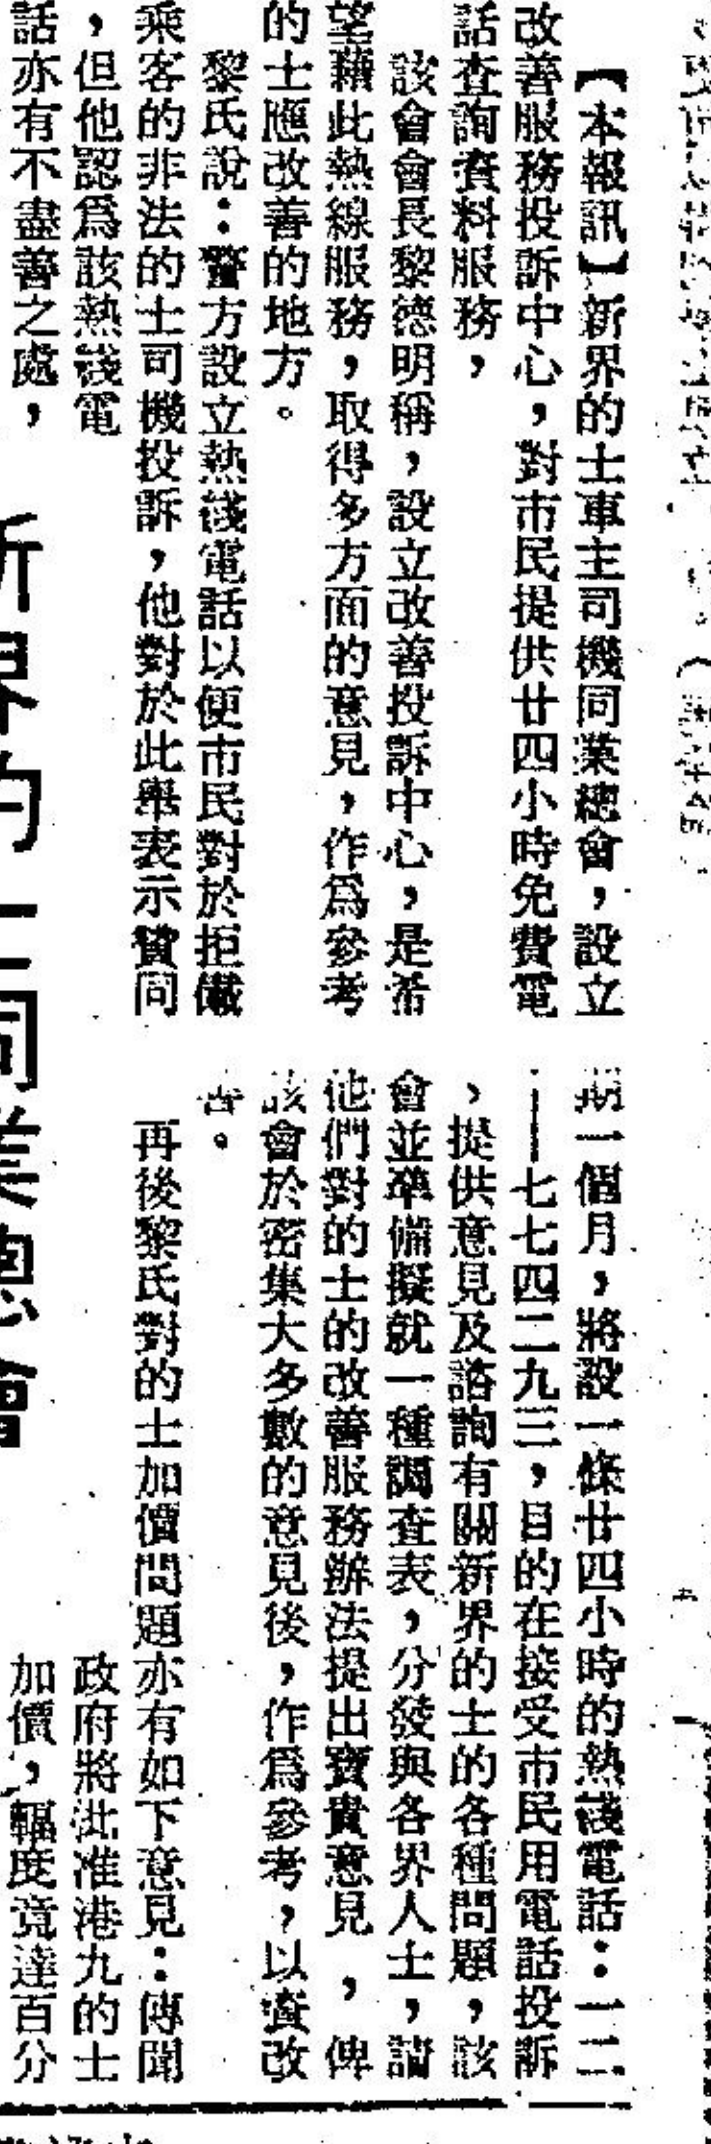 【本報訊】新界的士車主司機同業總會，設立
改善服務投訴中心，對市民提供廿四小時免費電
話查詢資料服務，
該會會長黎德明稱，設立改善投訴中心，是希
望藉此熱線服務，取得多方面的意見，作爲參考
的士應改善的地方。
黎氏說：警方設立熱綫電話以便市民對於拒儎
乘客的非法的士司機投訴，他對於此舉表示贊同
，但他認爲該熱綫電
話亦有不盡善之處，
新界的士同業總會
期一個月，將設一條廿四小時的熱綫電話：一二
——七七四二九三，目的在接受市民用電話投訴
、提供意見及諮詢有關新界的士的各種問題，該
會並準備擬就一種調查表，分發與各界人士，請
他們對的士的改善服務辦法提出寶貴意見，俾
該會於密集大多數的意見後，作爲參考，以資改
善。
再後黎氏對的士加價問題亦有如下意見：傳聞
政府將批准港九的士
加價，輻度竟達百分